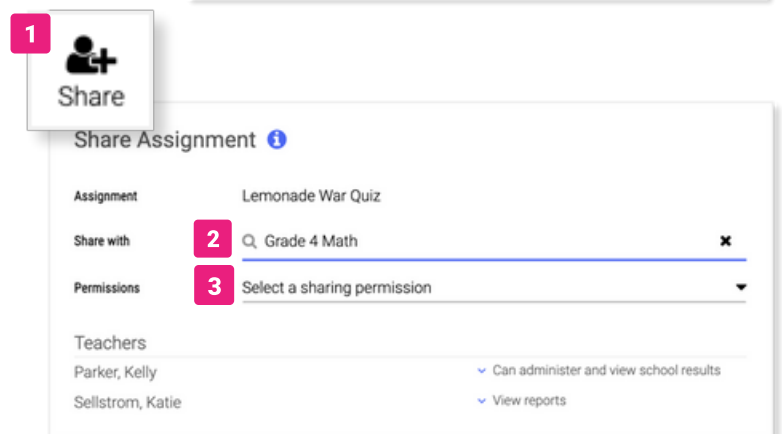 1
Share
Share Assignment
Assignment Lemonade War Quiz
Share with 2 Grade 4 Math
Permissions 3 Select a sharing permission
Teachers
Parker, Kelly Can administer and view school results
Sellstrom, Katie View reports